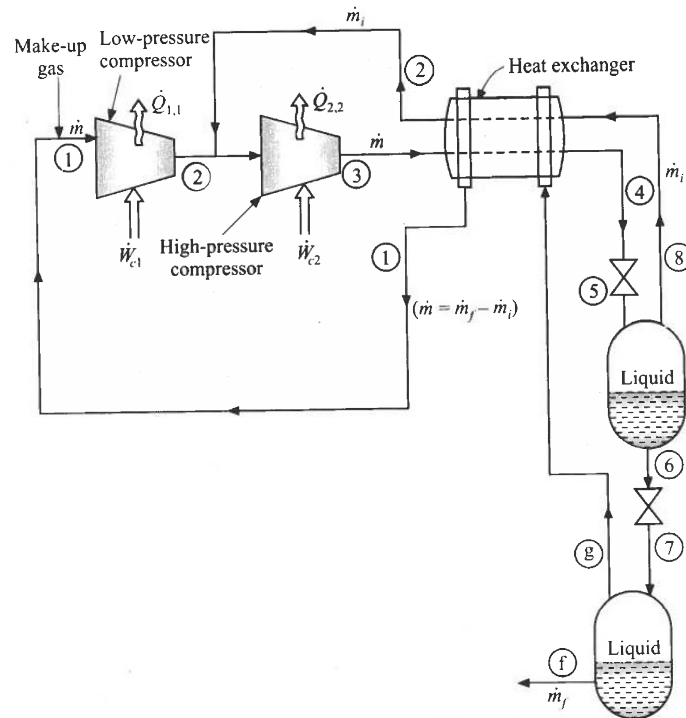 ṁᵢ
Make-up
gas
Low-pressure
compressor
Q̇₁,₁
Q̇₂,₂
2
Heat exchanger
ṁ
1
2
3
ṁ
4
ṁᵢ
8
Ẇc1
High-pressure
compressor
Ẇc2
1
5
(ṁ = ṁf − ṁᵢ)
Liquid
6
g
7
Liquid
f
ṁf